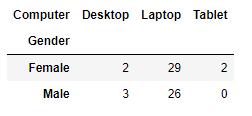 Computer Desktop Laptop Tablet
Gender
Female 2 29 2
Male 3 26 0